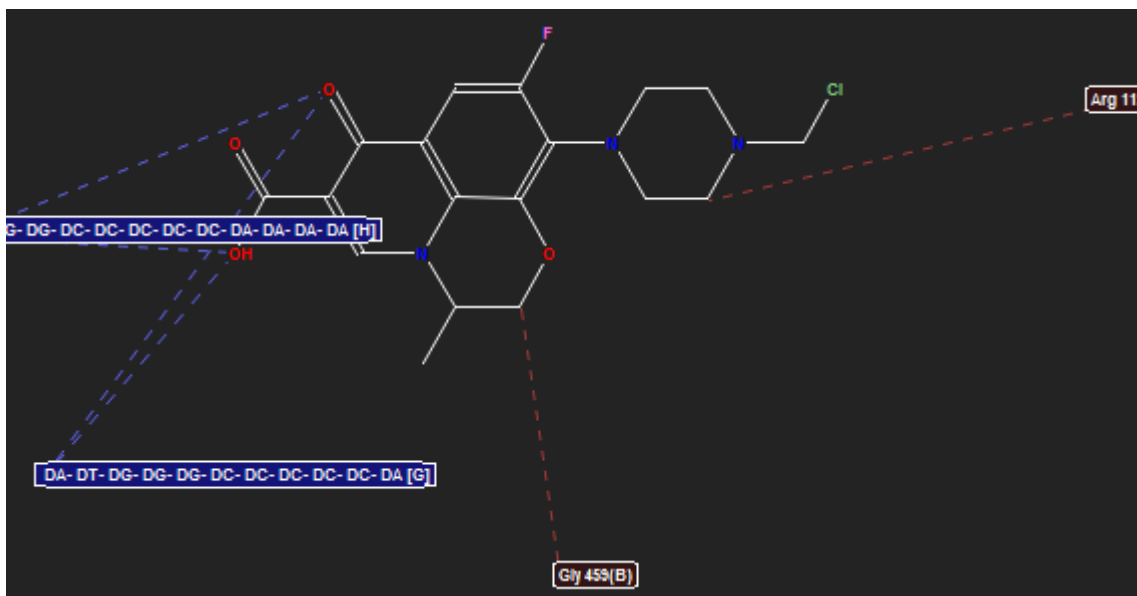 F
O
Cl
O
N
N
Arg 11
G- DG- DC- DC- DC- DC- DC- DA- DA- DA- DA [H]
OH
N
O
DA- DT- DG- DG- DG- DC- DC- DC- DC- DC- DA [G]
Gly 459(B)